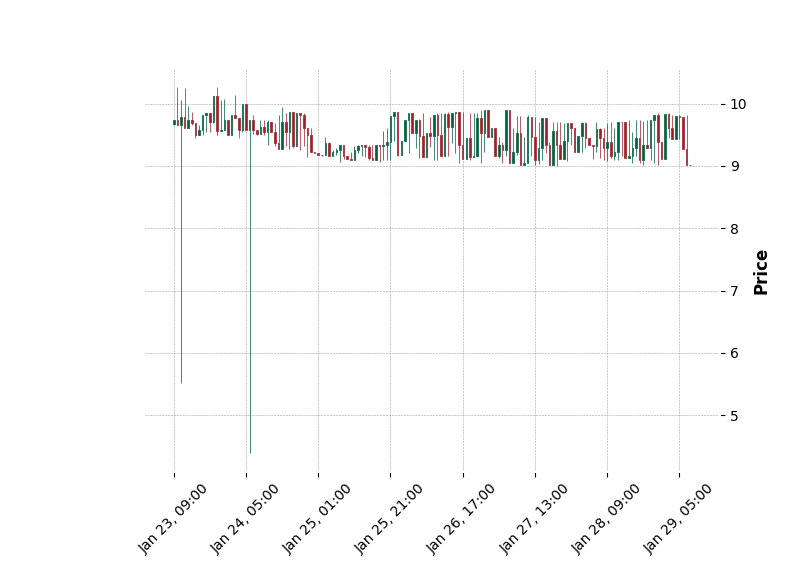 10
9
8
7
6
5
Price
Jan 23, 09:00
Jan 24, 05:00
Jan 25, 01:00
Jan 25, 21:00
Jan 26, 17:00
Jan 27, 13:00
Jan 28, 09:00
Jan 29, 05:00